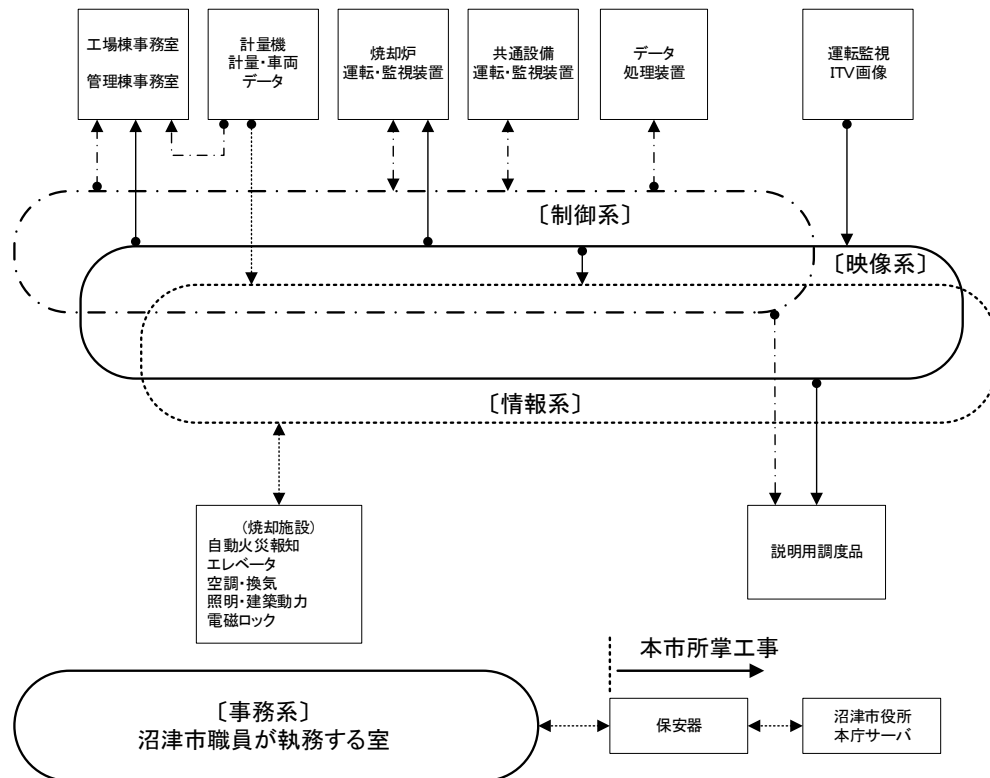 工場棟事務室
管理棟事務室
計量機
計量・車両
データ
焼却炉
運転・監視装置
共通設備
運転・監視装置
データ
処理装置
運転監視
ITV画像
〔制御系〕
〔映像系〕
〔情報系〕
(焼却施設)
自動火災報知
エレベータ
空調・換気
照明・建築動力
電磁ロック
説明用調度品
本市所掌工事
〔事務系〕
沼津市職員が執務する室
保安器
沼津市役所
本庁サーバ